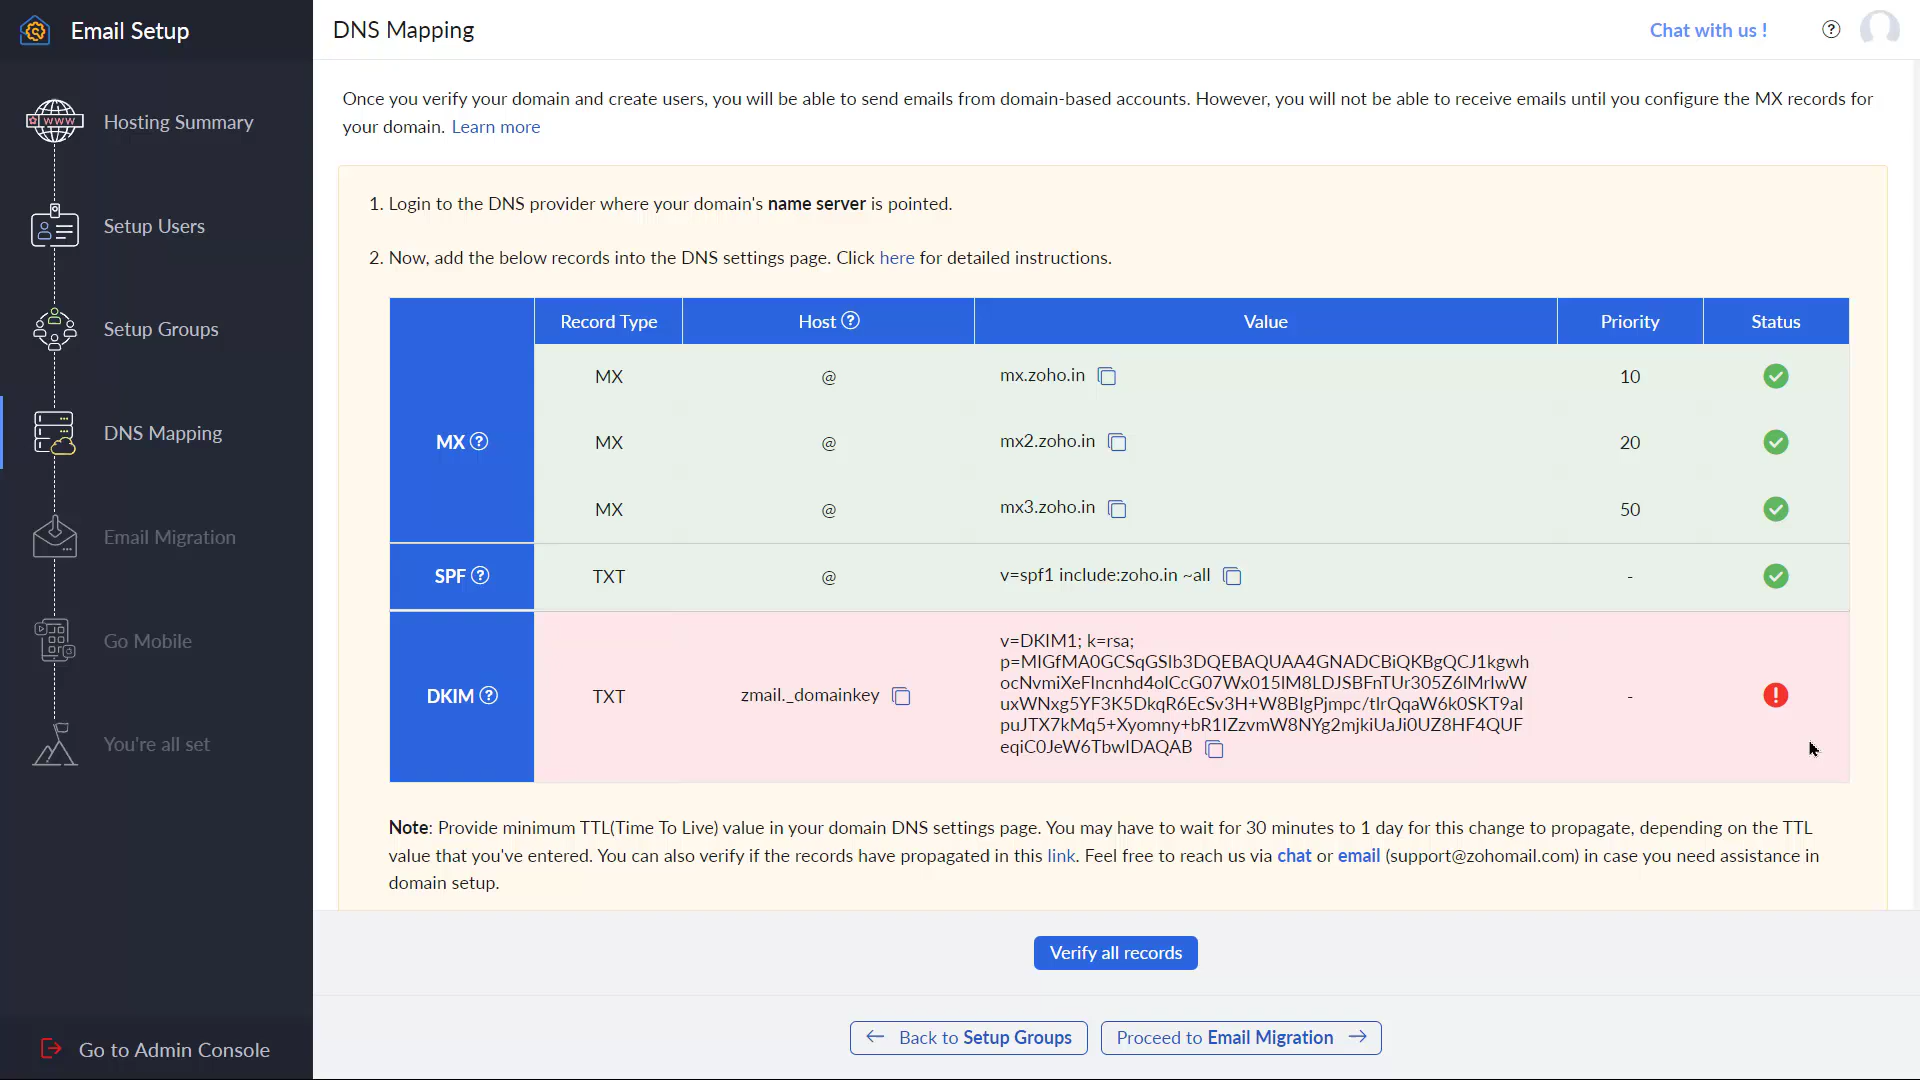 Email Setup
DNS Mapping
Chat with us !
Hosting Summary
Setup Users
Setup Groups
DNS Mapping
Email Migration
Go Mobile
You're all set
Go to Admin Console
Once you verify your domain and create users, you will be able to send emails from domain-based accounts. However, you will not be able to receive emails until you configure the MX records for
your domain. Learn more
1. Login to the DNS provider where your domain's name server is pointed.
2. Now, add the below records into the DNS settings page. Click here for detailed instructions.
Record Type Host ? Value Priority Status
MX @ mx.zoho.in 10
MX ? MX @ mx2.zoho.in 20
MX @ mx3.zoho.in 50
SPF ? TXT @ v=spf1 include:zoho.in ~all -
DKIM ? TXT zmail._domainkey -
v=DKIM1; k=rsa;
p=MIGfMA0GCSqGSIb3DQEBAQUAA4GNADCBiQKBgQCJ1kgwh
ocNvmiXeFIncnhd4olCcG07Wx015lM8LDJSBFnTUr305Z6lMrIwW
uxWNxg5YF3K5DkqR6EcSv3H+W8BIgPjmpc/tlrQqaW6k0SKT9al
puJTX7kMq5+Xyomny+bR1IZzvmW8NYg2mjkiUaJi0UZ8HF4QUF
eqiC0JeW6TbwIDAQAB
Note: Provide minimum TTL(Time To Live) value in your domain DNS settings page. You may have to wait for 30 minutes to 1 day for this change to propagate, depending on the TTL
value that you've entered. You can also verify if the records have propagated in this link. Feel free to reach us via chat or email (support@zohomail.com) in case you need assistance in
domain setup.
Verify all records
← Back to Setup Groups
Proceed to Email Migration →